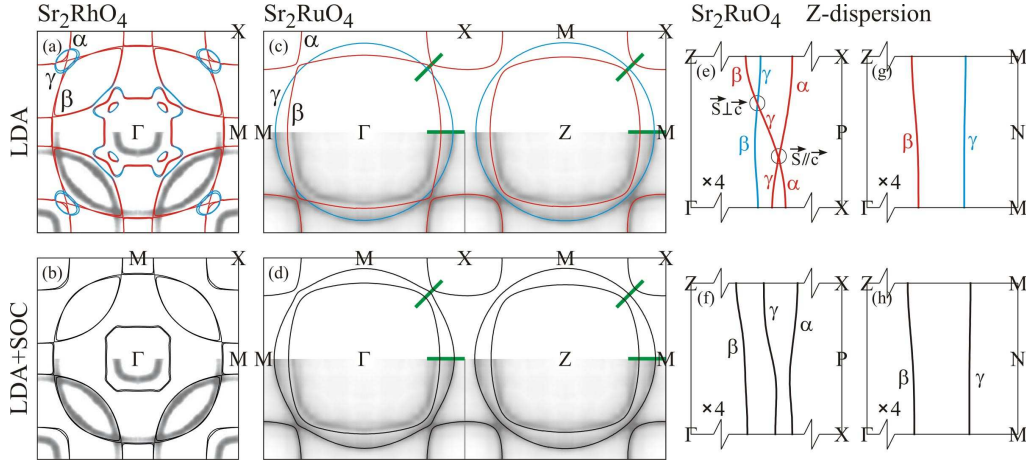 Sr₂RhO₄ Sr₂RuO₄ Sr₂RuO₄ Z-dispersion
LDA
(a) α X
γ
β
Γ M
(c) α X M X
γ
β
M Γ Z M
(e) Z X
β γ α
S⊥c
γ
β P
S//c
γ α
×4
Γ X
(g) Z M
β γ N
×4
Γ M
LDA+SOC
(b) M X
Γ M
(d) M X M X
M Γ Z M
(f) Z X
γ α
β P
×4
Γ X
(h) Z M
N
β γ
×4
Γ M